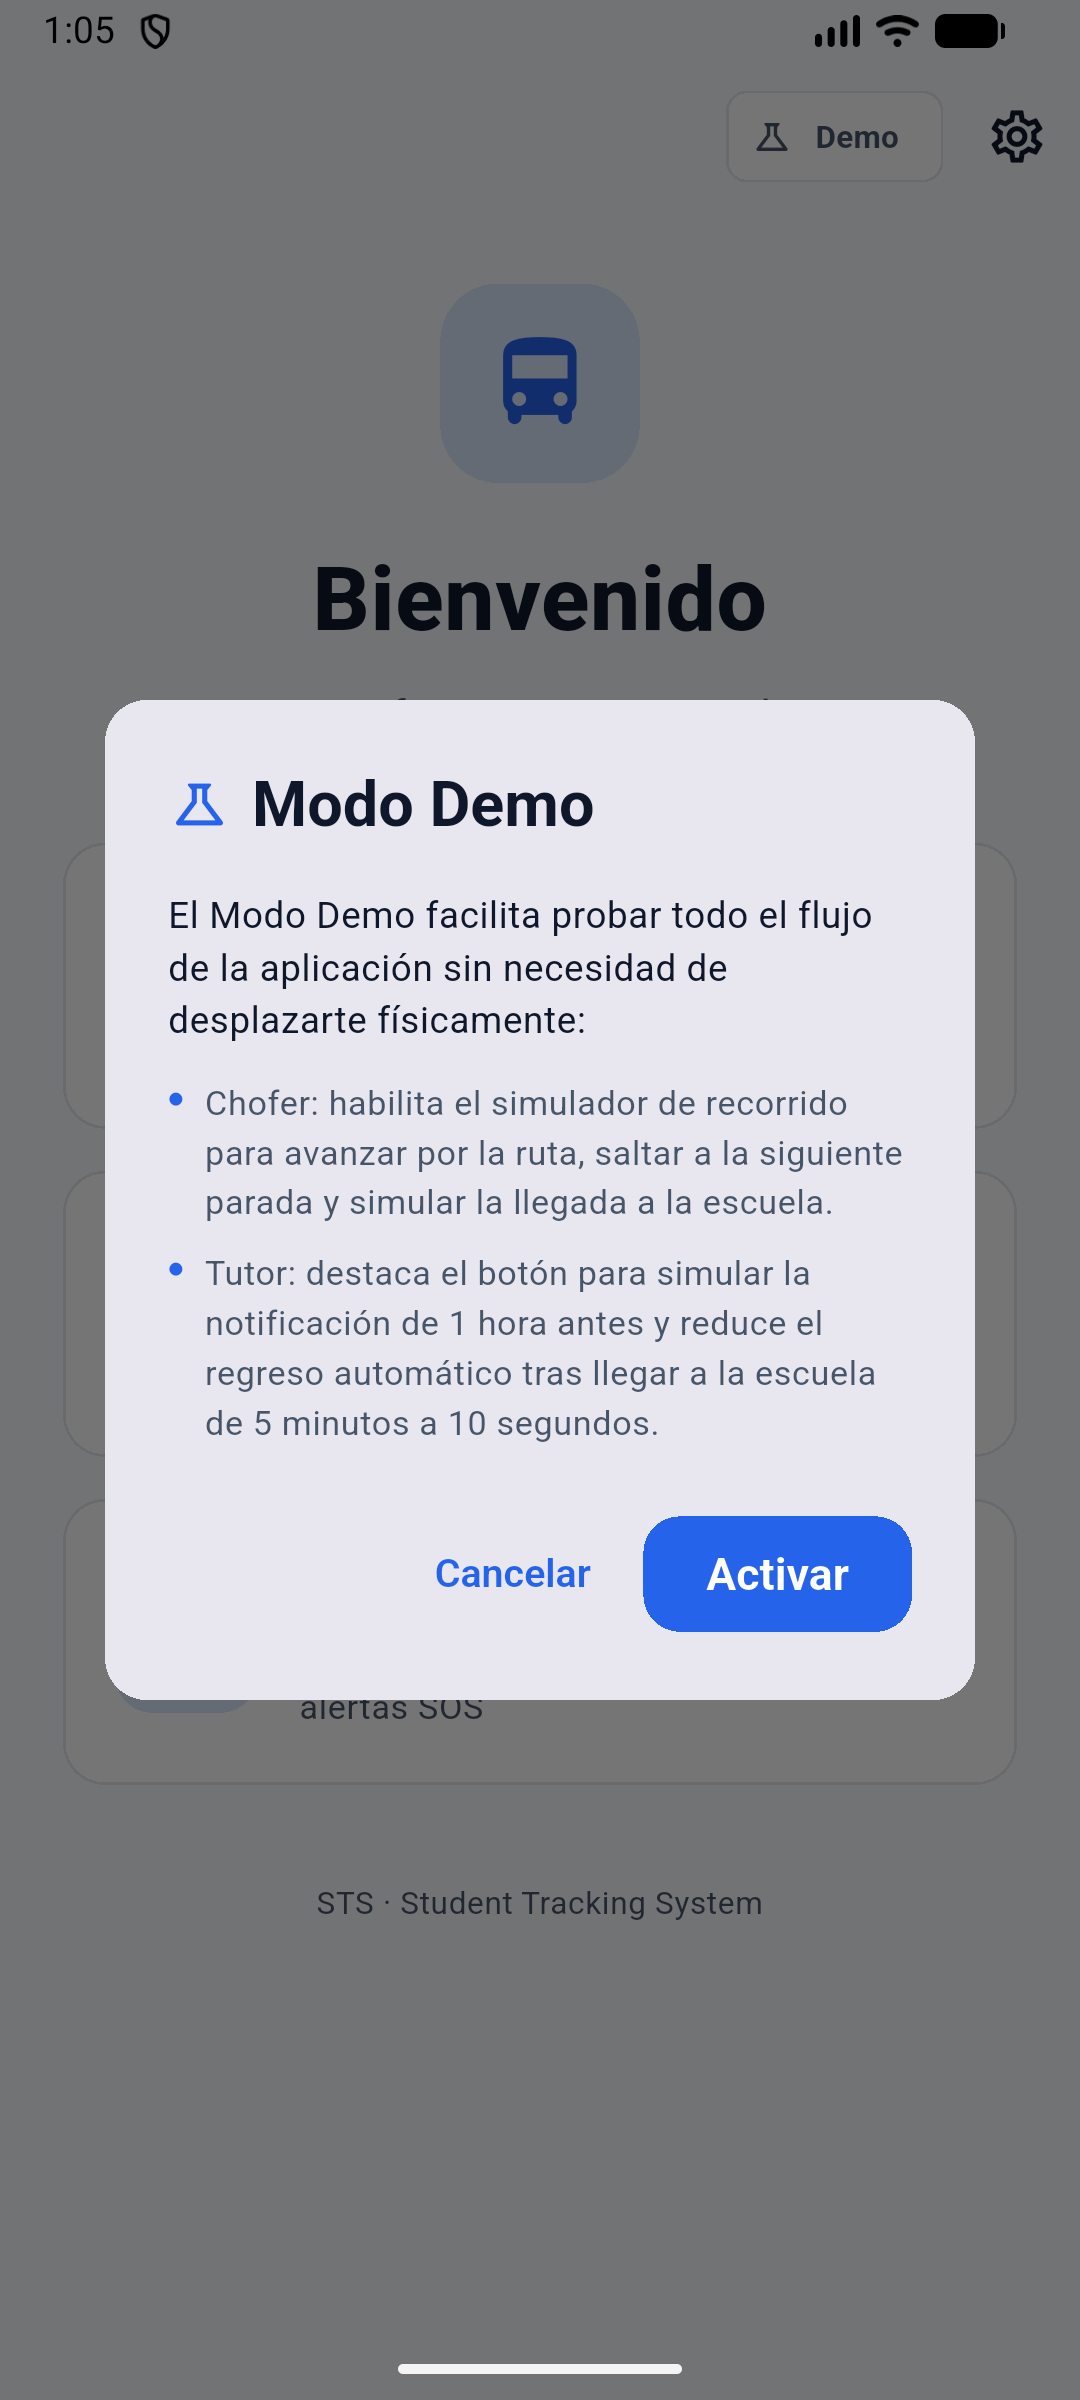 1:05
Demo
Bienvenido
Modo Demo
El Modo Demo facilita probar todo el flujo
de la aplicación sin necesidad de
desplazarte físicamente:
Chofer: habilita el simulador de recorrido
para avanzar por la ruta, saltar a la siguiente
parada y simular la llegada a la escuela.
Tutor: destaca el botón para simular la
notificación de 1 hora antes y reduce el
regreso automático tras llegar a la escuela
de 5 minutos a 10 segundos.
Cancelar
Activar
alertas SOS
STS · Student Tracking System